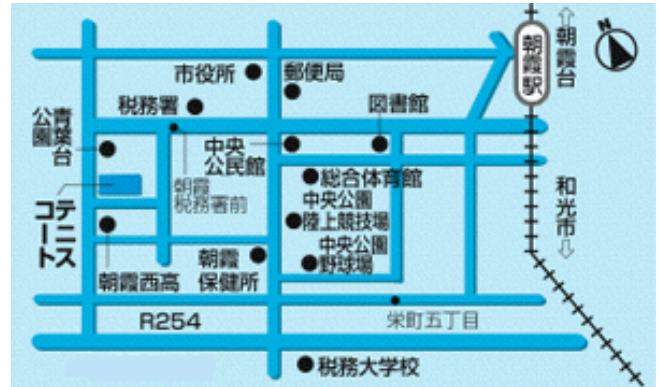 N
朝霞台
朝霞駅
市役所
郵便局
税務署
図書館
青葉台
公園
中央
公民館
朝霞
税務署前
総合体育館
中央公園
陸上競技場
中央公園
野球場
和光市
テニス
コート
朝霞西高
朝霞
保健所
R254
栄町五丁目
税務大学校